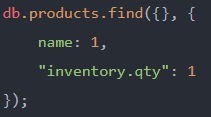 db.products.find({}, {
    name: 1,
    "inventory.qty": 1
});